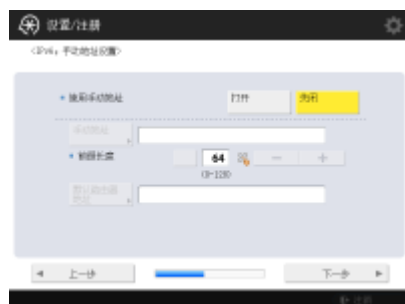 设置/注册
<IPv6：手动地址设置>
使用手动地址
打开
关闭
手动地址
前缀长度
64
- +
(0-128)
默认路由器
地址
上一步
下一步
注册